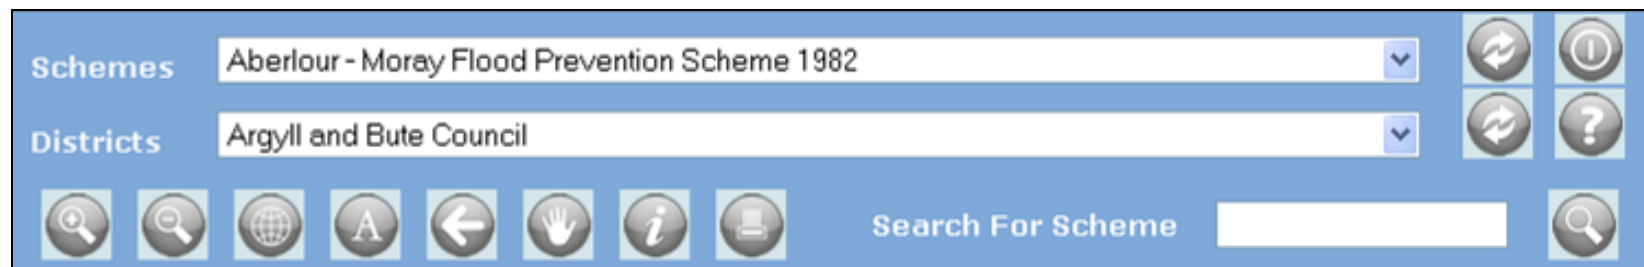 Schemes Aberlour - Moray Flood Prevention Scheme 1982
Districts Argyll and Bute Council
A i Search For Scheme
?